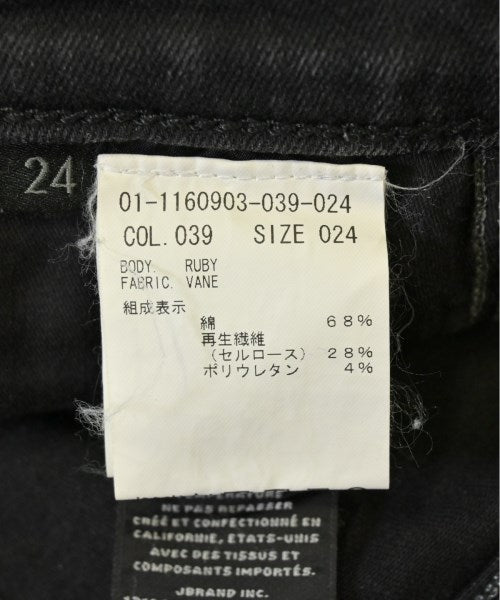 24
01-1160903-039-024
COL. 039 SIZE 024
BODY. RUBY
FABRIC. VANE
組成表示
綿 68%
再生繊維
(セルロース) 28%
ポリウレタン 4%
NE PAS REPASSER
CRÉÉ ET CONFECTIONNÉ EN
CALIFORNIE, ETATS-UNIS
AVEC DES TISSUS ET
COMPOSANTS IMPORTÉS.
JBRAND INC.